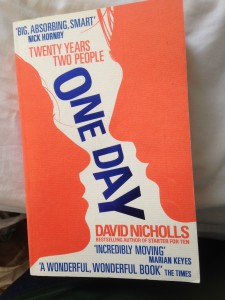 'BIG, ABSORBING, SMART'
NICK HORNBY
TWENTY YEARS
TWO PEOPLE
ONE DAY
DAVID NICHOLLS
BESTSELLING AUTHOR OF STARTER FOR TEN
'INCREDIBLY MOVING'
MARIAN KEYES
'A WONDERFUL, WONDERFUL BOOK' THE TIMES